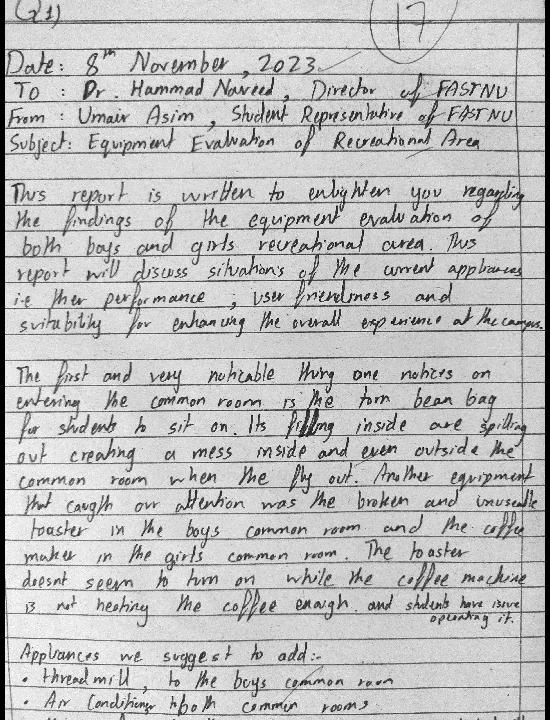 (Q1)
17
Date: 8th November, 2023
To : Dr. Hammad Naveed, Director of FASTNU
From : Umair Asim, Student Representative of FASTNU
Subject: Equipment Evaluation of Recreational Area
This report is written to enlighten you regarding
the findings of the equipment evaluation of
both boys and girls recreational area. This
report will discuss situations of the current appliances
i.e ther performance ; user friendliness and
suitability for enhancing the overall experience at the campus.
The first and very noticable thing one notices on
entering the common room is the torn bean bag
for students to sit on. Its filling inside are spilling
out creating a mess inside and even outside the
common room when the fly out. Another equipment
that caugth our attention was the broken and unuseable
toaster in the boys common room and the coffee
maker in the girls common room. The toaster
doesnt seem to turn on while the coffee machine
is not heating the coffee enough. and students have issue
operating it.
Appliances we suggest to add:-
• threadmill, to the boys common room
• Air Conditioner to both common rooms